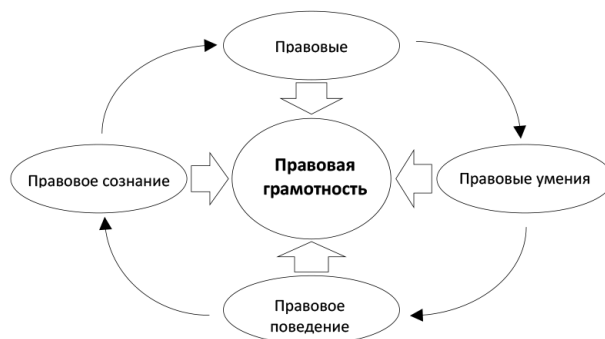 Правовые
Правовое сознание
Правовая
грамотность
Правовые умения
Правовое
поведение